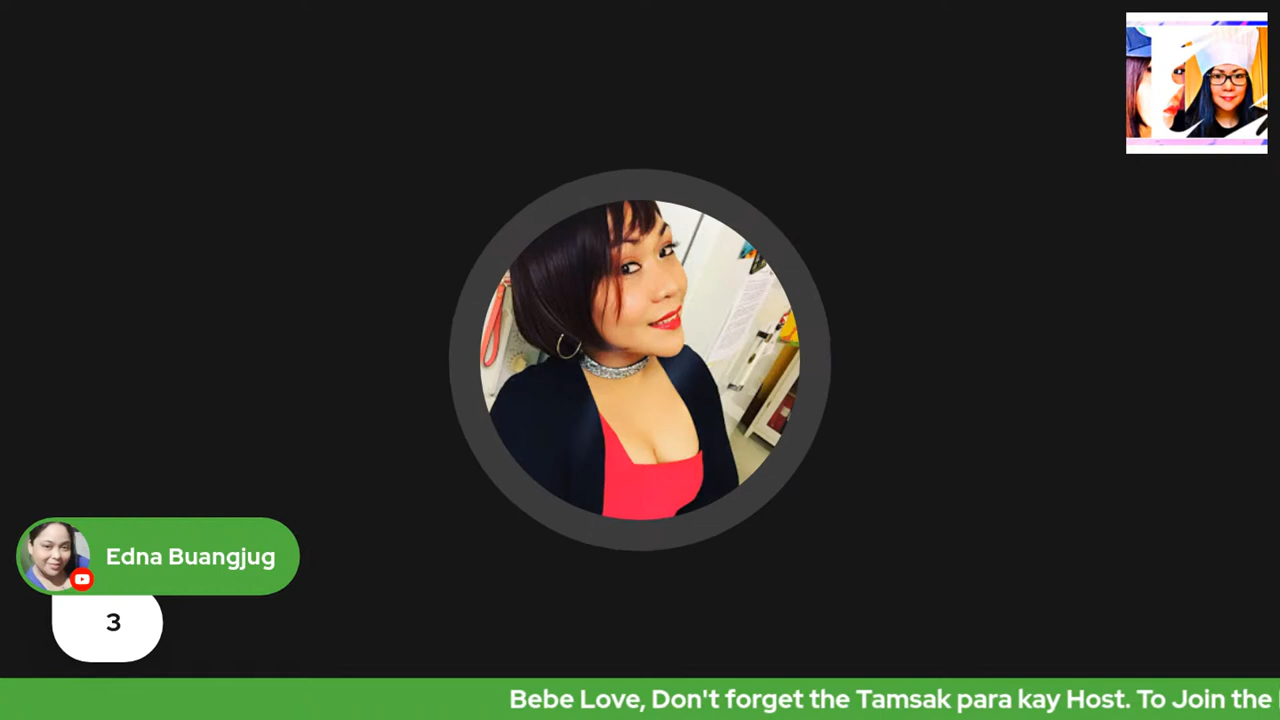 Edna Buangjug
3
Bebe Love, Don't forget the Tamsak para kay Host. To Join the